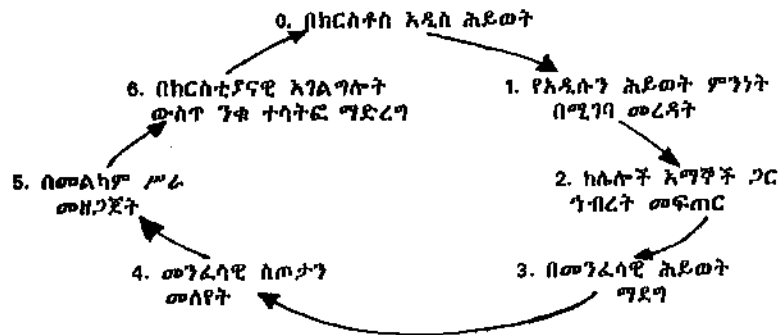 0. በክርስቶስ አዲስ ሕይወት
1. የአዲሱን ሕይወት ምንነት
በሚገባ መረዳት
2. ከሌሎች አማኞች ጋር
ኅብረት መፍጠር
3. በመንፈሳዊ ሕይወት
ማደግ
4. መንፈሳዊ ስጦታን
መለየት
5. በመልካም ሥራ
መዘጋጀት
6. በክርስቲያናዊ አገልግሎት
ውስጥ ንቁ ተሳትፎ ማድረግ